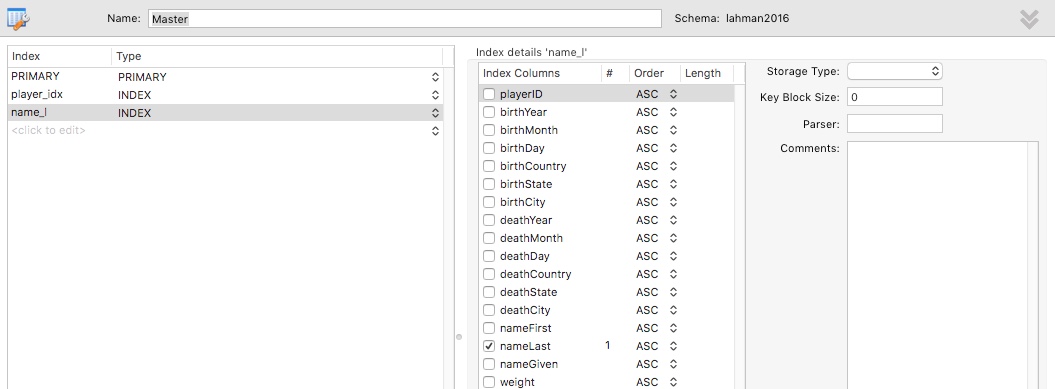 Name: Master Schema: lahman2016
Index Type
PRIMARY PRIMARY
player_idx INDEX
name_l INDEX
<click to edit>
Index details 'name_l'
Index Columns # Order Length
playerID ASC
birthYear ASC
birthMonth ASC
birthDay ASC
birthCountry ASC
birthState ASC
birthCity ASC
deathYear ASC
deathMonth ASC
deathDay ASC
deathCountry ASC
deathState ASC
deathCity ASC
nameFirst ASC
nameLast 1 ASC
nameGiven ASC
weight ASC
Storage Type:
Key Block Size: 0
Parser:
Comments: